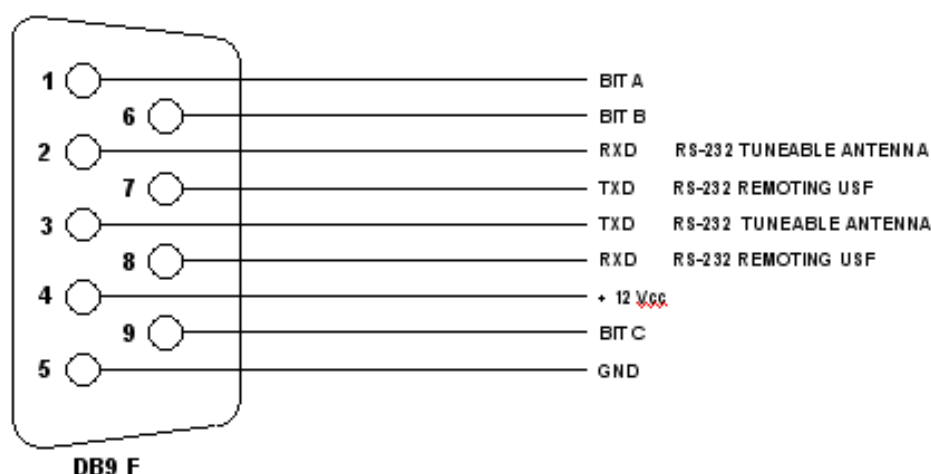 1 BIT A
6 BIT B
2 RXD RS-232 TUNEABLE ANTENNA
7 TXD RS-232 REMOTING USF
3 TXD RS-232 TUNEABLE ANTENNA
8 RXD RS-232 REMOTING USF
4 + 12 Vcc
9 BIT C
5 GND
DB9 F